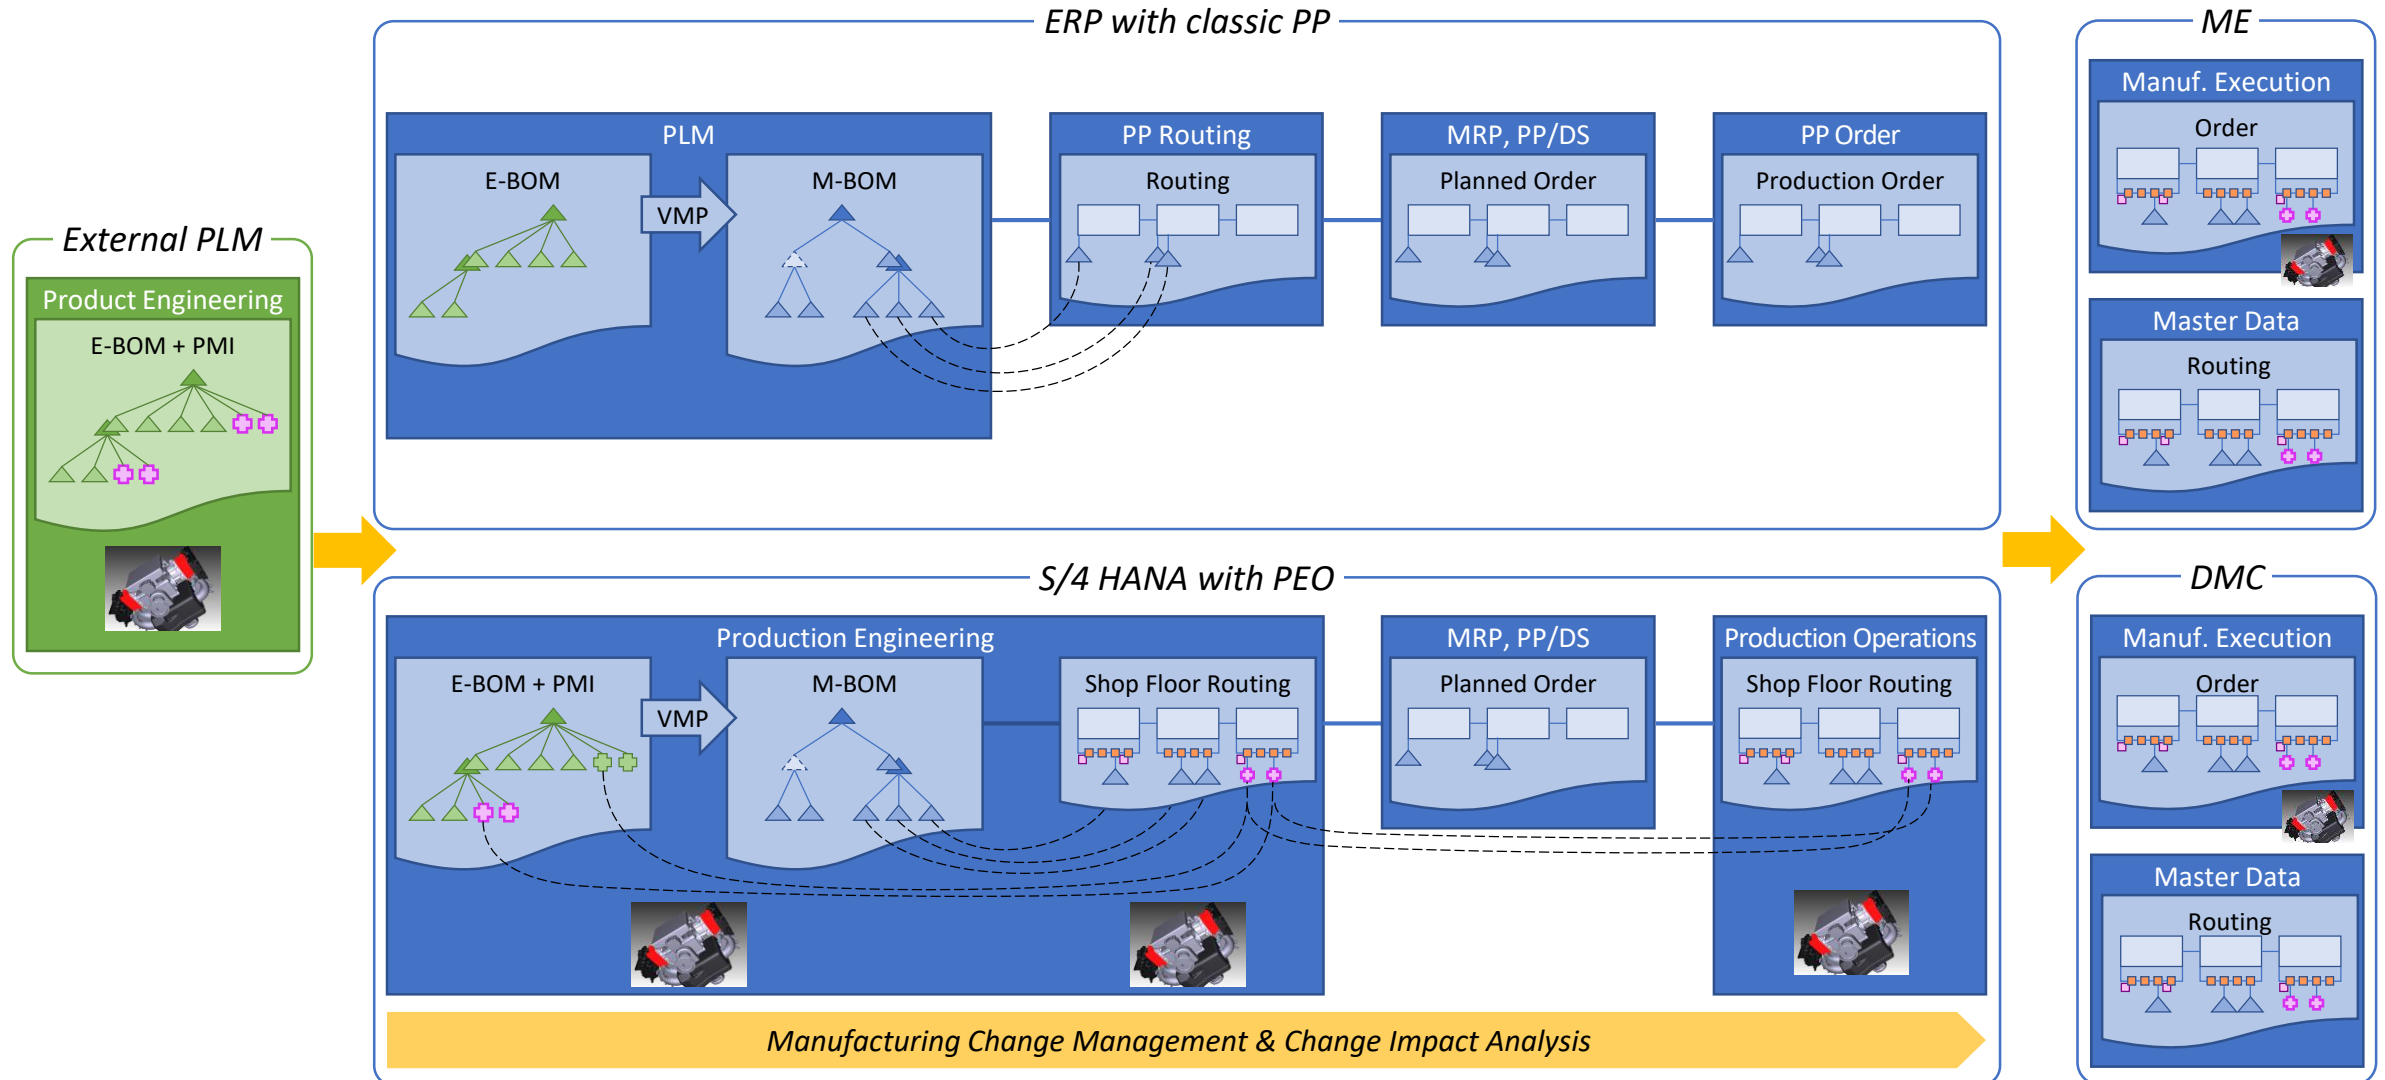 External PLM
Product Engineering
E-BOM + PMI
ERP with classic PP
PLM
E-BOM
VMP
M-BOM
PP Routing
Routing
MRP, PP/DS
Planned Order
PP Order
Production Order
S/4 HANA with PEO
Production Engineering
E-BOM + PMI
VMP
M-BOM
Shop Floor Routing
MRP, PP/DS
Planned Order
Production Operations
Shop Floor Routing
Manufacturing Change Management & Change Impact Analysis
ME
Manuf. Execution
Order
Master Data
Routing
DMC
Manuf. Execution
Order
Master Data
Routing